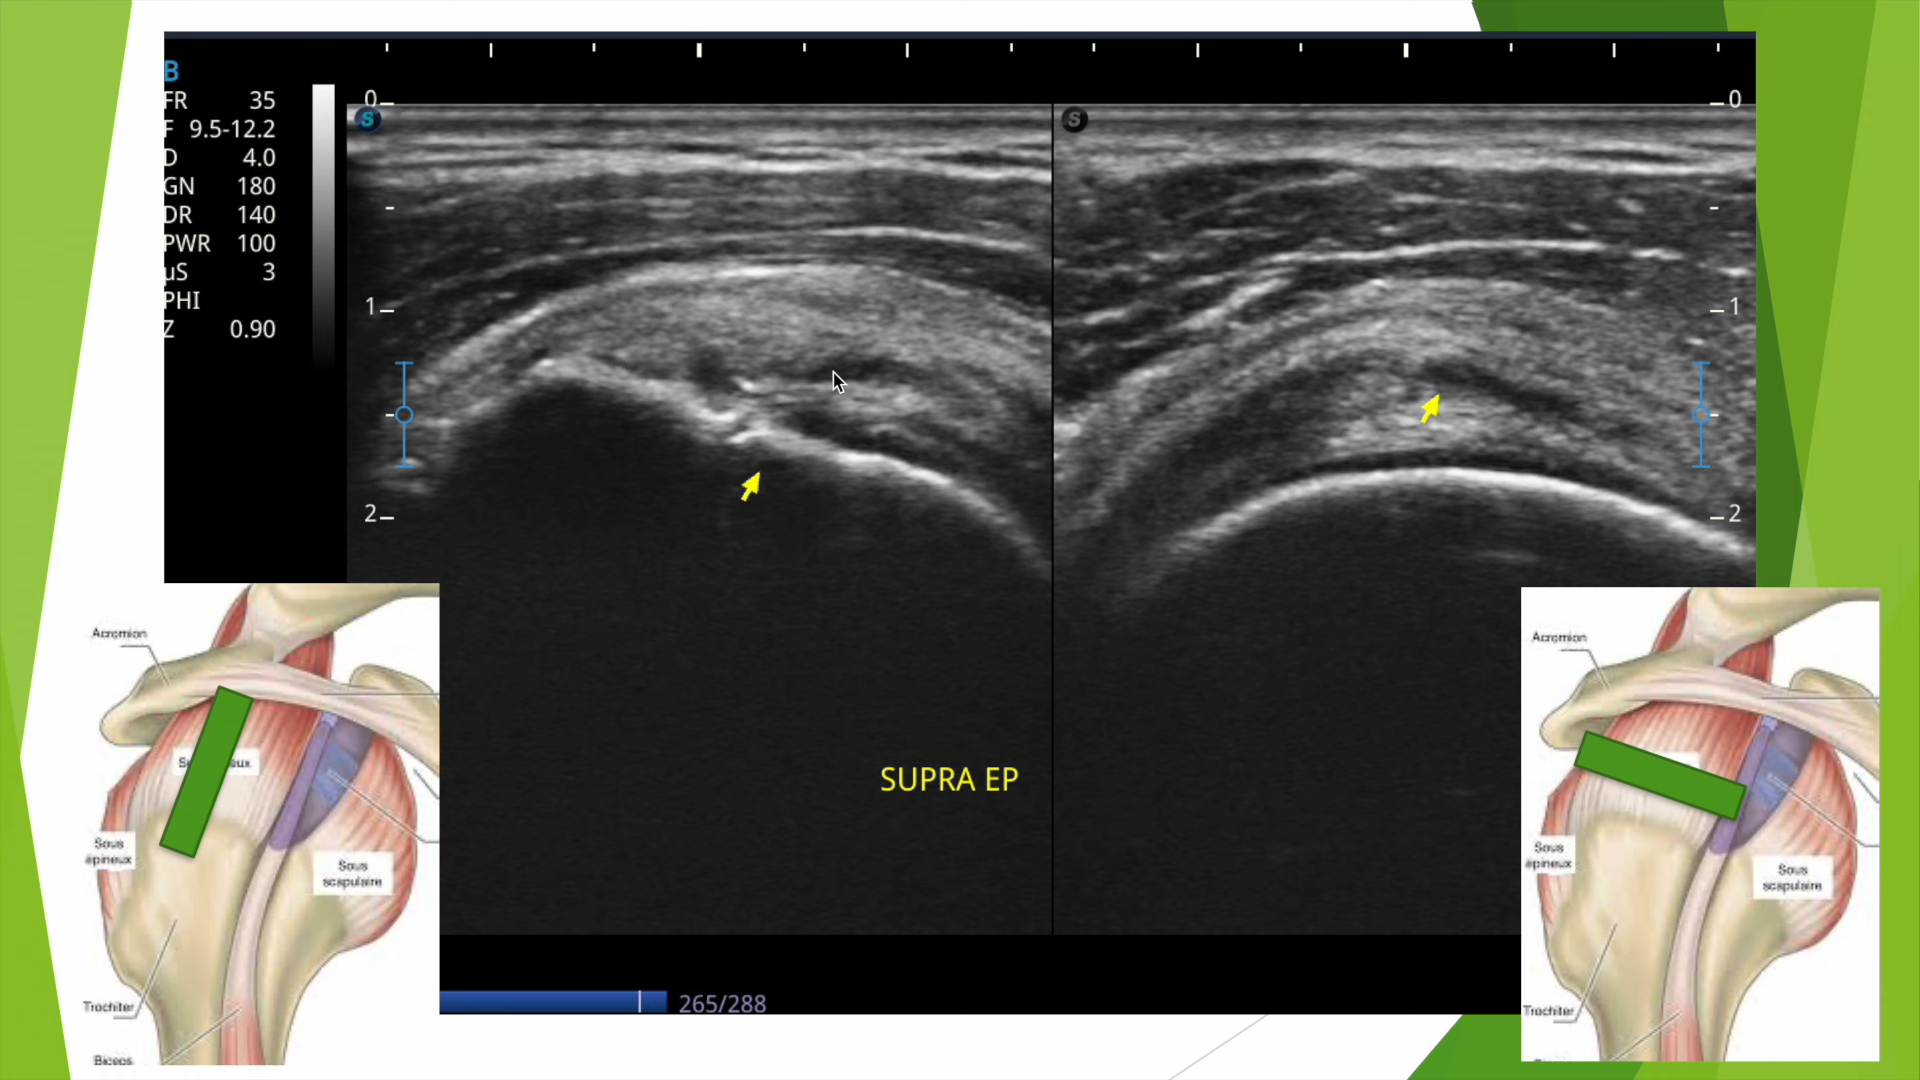 B
FR 35
F 9.5-12.2
D 4.0
GN 180
DR 140
PWR 100
µS 3
PHI
Z 0.90
0
1
2
S
S
0
1
2
SUPRA EP
265/288
Acromion
Sous
épineux
Sous
scapulaire
Trochiter
Biceps
Acromion
Sous
épineux
Sous
scapulaire
Trochiter